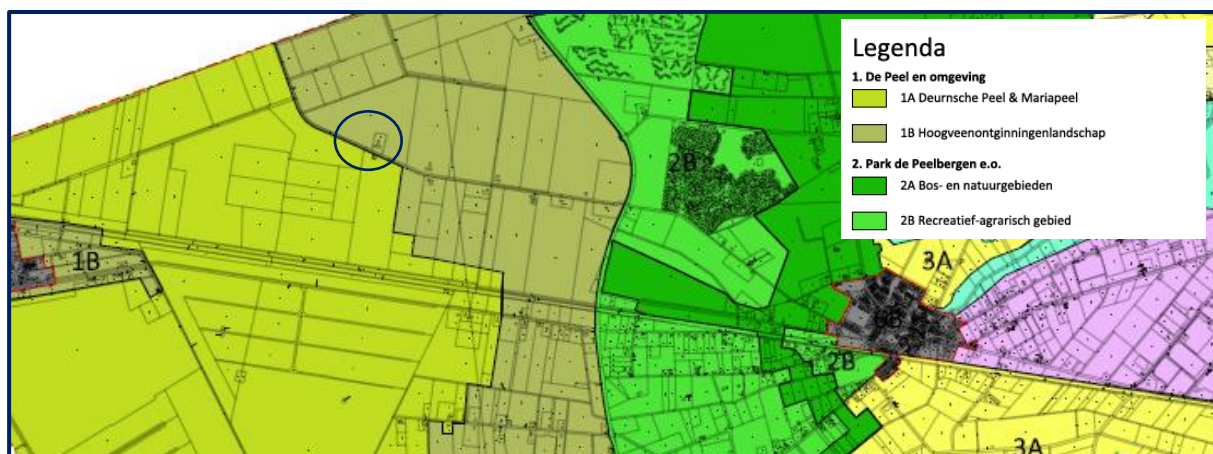 Legenda
1. De Peel en omgeving
1A Deurnsche Peel & Mariapeel
1B Hoogveenontginningenlandschap
2. Park de Peelbergen e.o.
2A Bos- en natuurgebieden
2B Recreatief-agrarisch gebied
2B
1B
3A
2B
3A